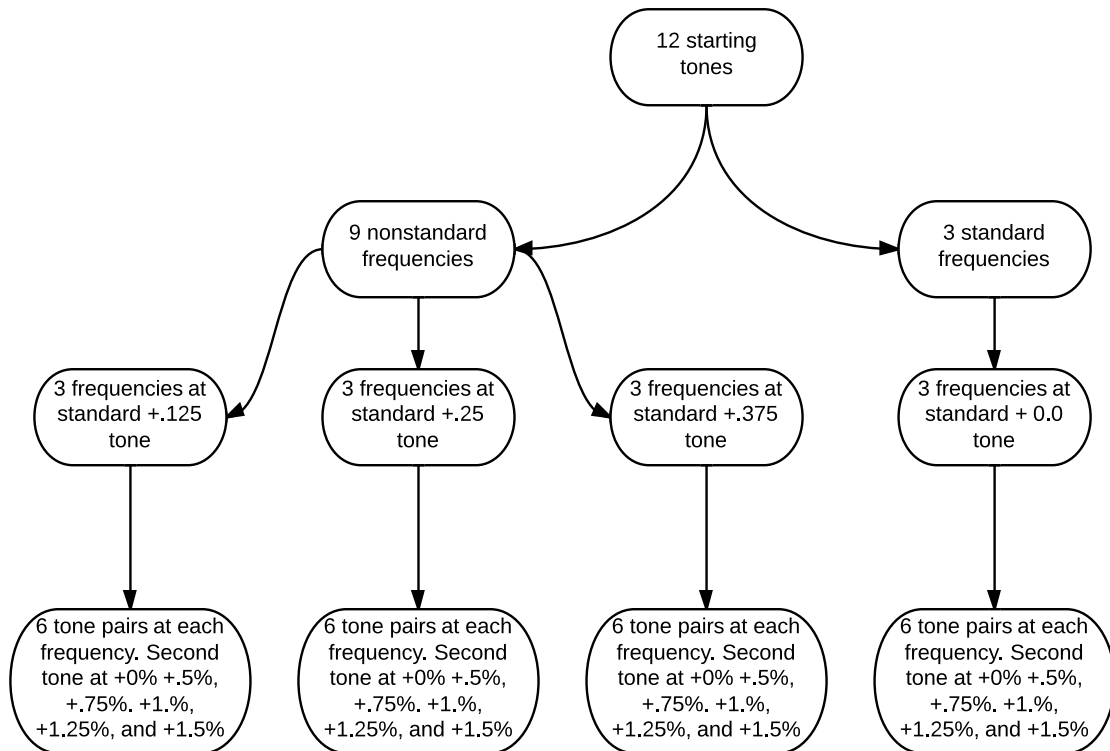 12 starting
tones
9 nonstandard
frequencies
3 standard
frequencies
3 frequencies at
standard +.125
tone
3 frequencies at
standard +.25
tone
3 frequencies at
standard +.375
tone
3 frequencies at
standard + 0.0
tone
6 tone pairs at each
frequency. Second
tone at +0% +.5%,
+.75%. +1.%,
+1.25%, and +1.5%
6 tone pairs at each
frequency. Second
tone at +0% +.5%,
+.75%. +1.%,
+1.25%, and +1.5%
6 tone pairs at each
frequency. Second
tone at +0% +.5%,
+.75%. +1.%,
+1.25%, and +1.5%
6 tone pairs at each
frequency. Second
tone at +0% +.5%,
+.75%. +1.%,
+1.25%, and +1.5%